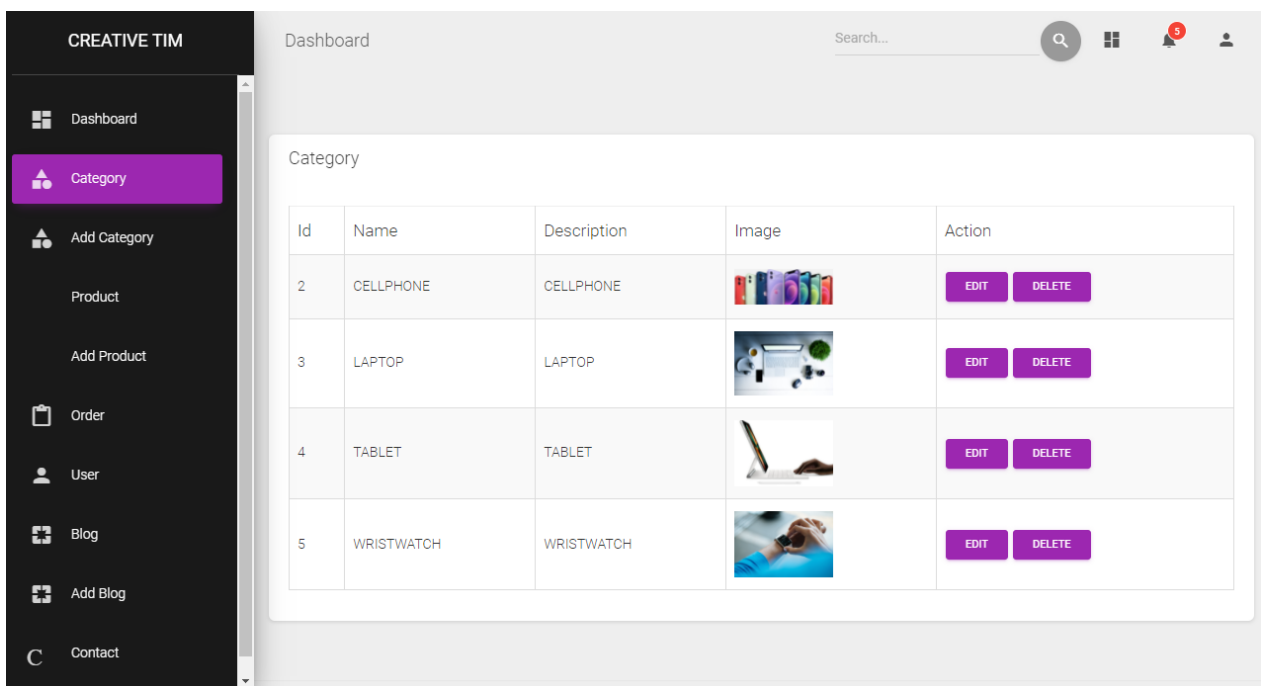 CREATIVE TIM
Dashboard
Search...
5
Dashboard
Category
Add Category
Product
Add Product
Order
User
Blog
Add Blog
C Contact
Category
Id Name Description Image Action
2 CELLPHONE CELLPHONE EDIT DELETE
3 LAPTOP LAPTOP EDIT DELETE
4 TABLET TABLET EDIT DELETE
5 WRISTWATCH WRISTWATCH EDIT DELETE